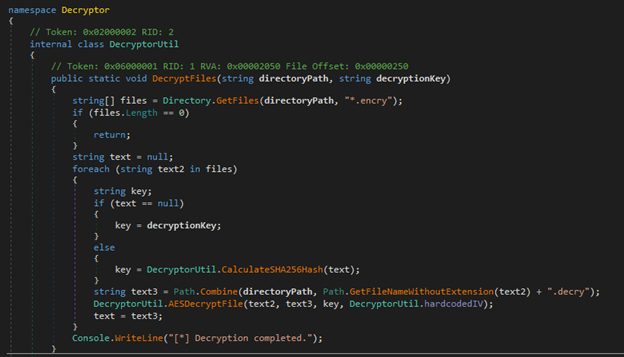 namespace Decryptor
{
// Token: 0x02000002 RID: 2
internal class DecryptorUtil
{
// Token: 0x06000001 RID: 1 RVA: 0x00002050 File Offset: 0x00000250
public static void DecryptFiles(string directoryPath, string decryptionKey)
{
string[] files = Directory.GetFiles(directoryPath, "*.encry");
if (files.Length == 0)
{
return;
}
string text = null;
foreach (string text2 in files)
{
string key;
if (text == null)
{
key = decryptionKey;
}
else
{
key = DecryptorUtil.CalculateSHA256Hash(text);
}
string text3 = Path.Combine(directoryPath, Path.GetFileNameWithoutExtension(text2) + ".decry");
DecryptorUtil.AESDecryptFile(text2, text3, key, DecryptorUtil.hardcodedIV);
text = text3;
}
Console.WriteLine("[*] Decryption completed.");
}